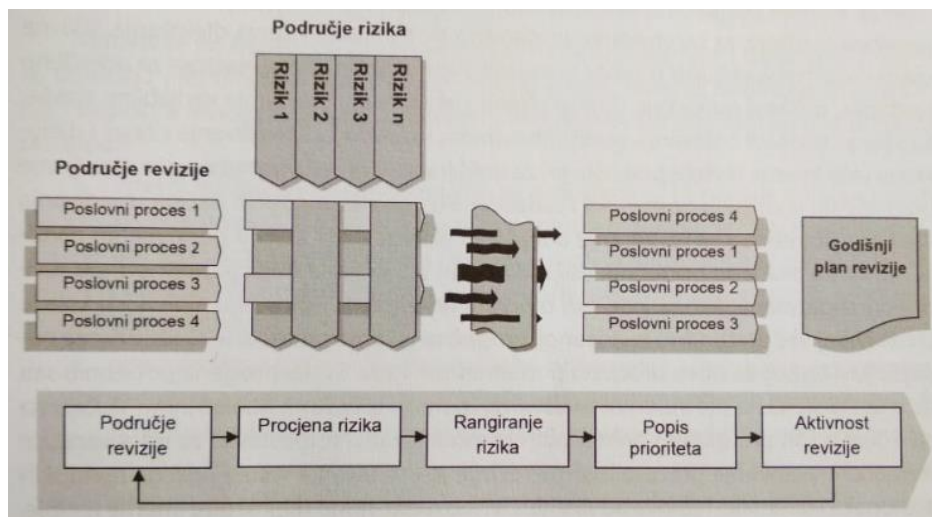 Područje rizika
Rizik 1
Rizik 2
Rizik 3
Rizik n
Područje revizije
Poslovni proces 1
Poslovni proces 2
Poslovni proces 3
Poslovni proces 4
Poslovni proces 4
Poslovni proces 1
Poslovni proces 2
Poslovni proces 3
Godišnji
plan revizije
Područje
revizije
Procjena rizika
Rangiranje
rizika
Popis
prioriteta
Aktivnost
revizije